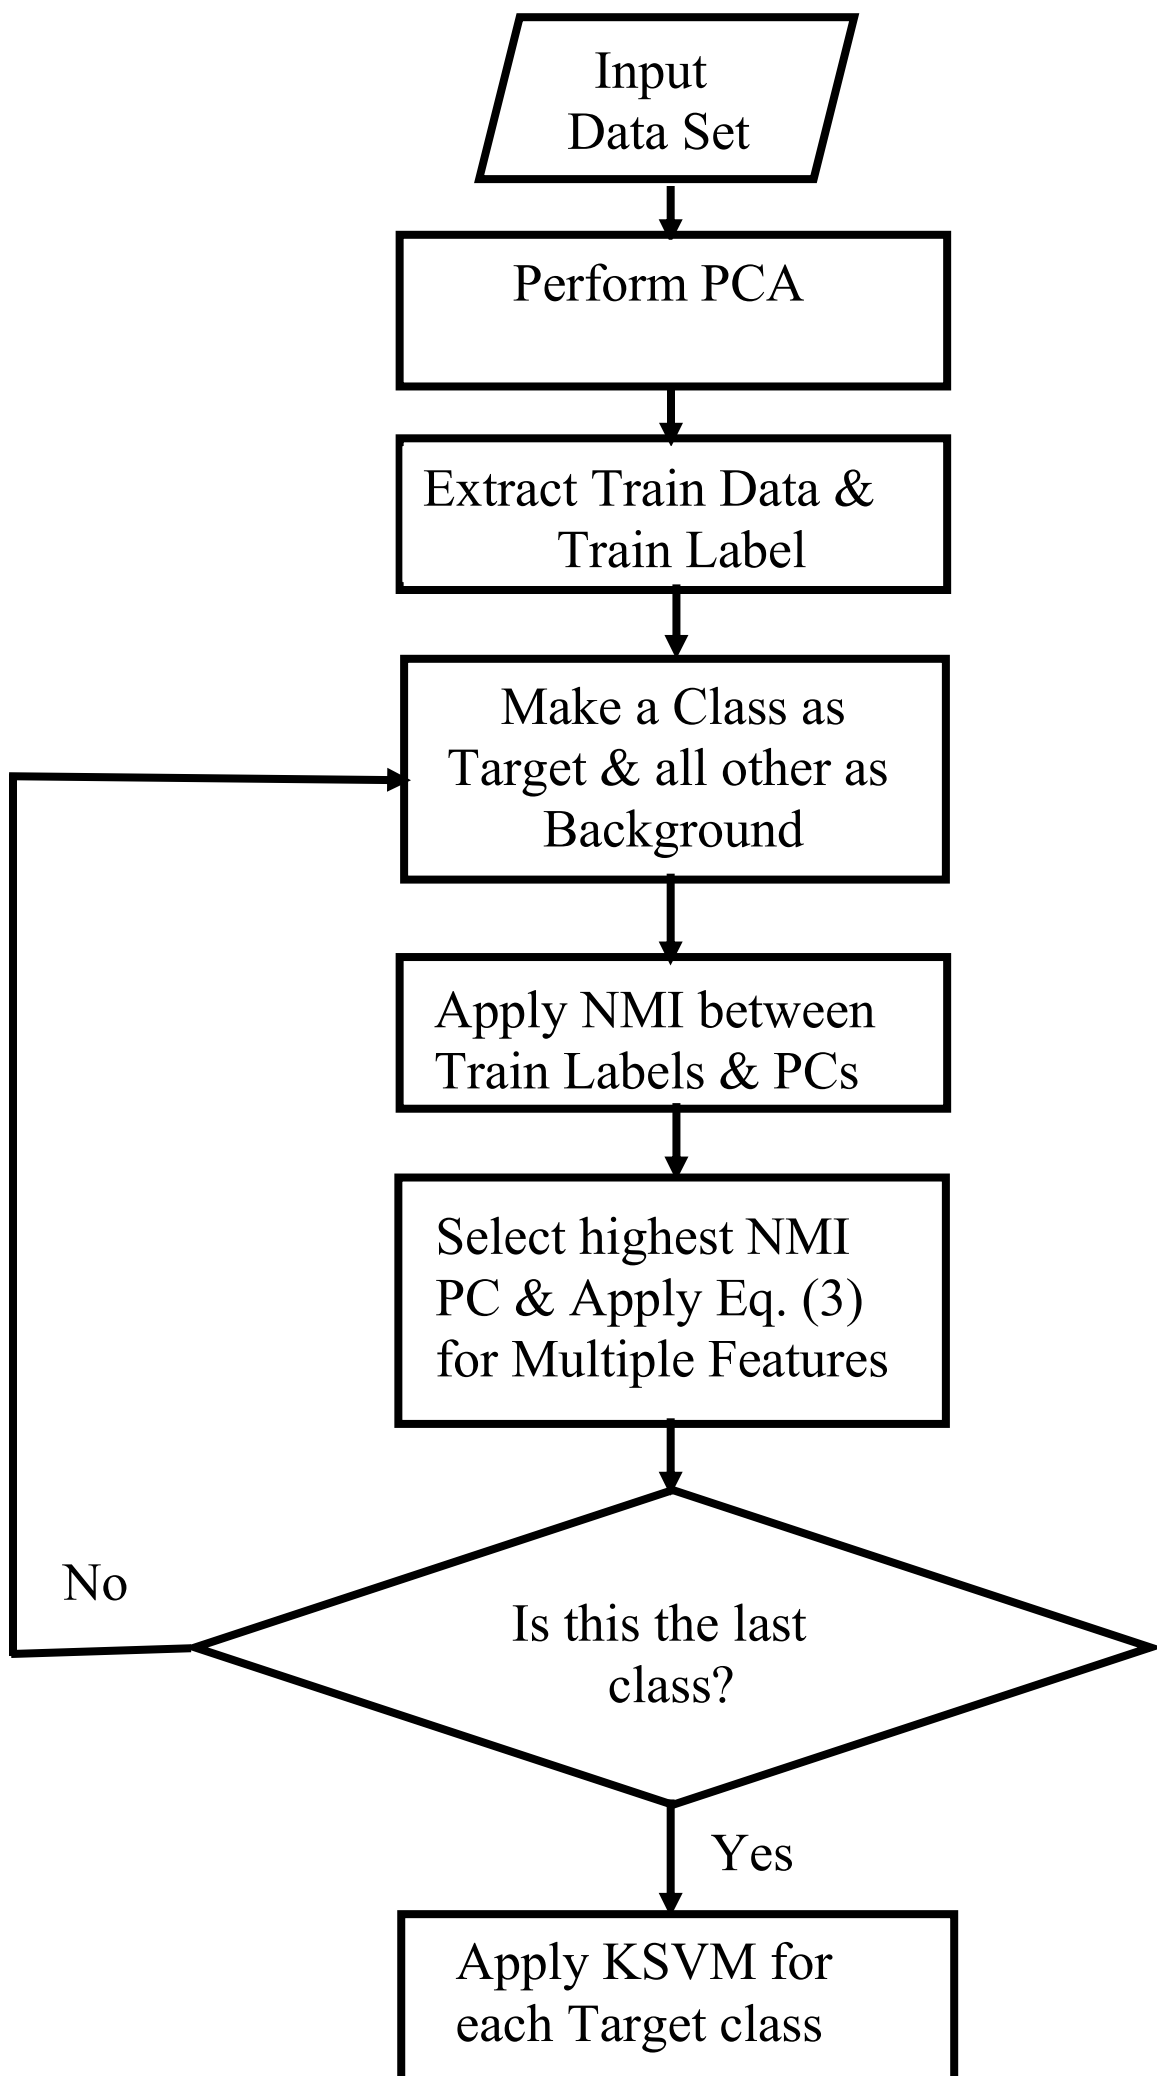 Input
Data Set
Perform PCA
Extract Train Data &
Train Label
Make a Class as
Target & all other as
Background
Apply NMI between
Train Labels & PCs
Select highest NMI
PC & Apply Eq. (3)
for Multiple Features
No
Is this the last
class?
Yes
Apply KSVM for
each Target class